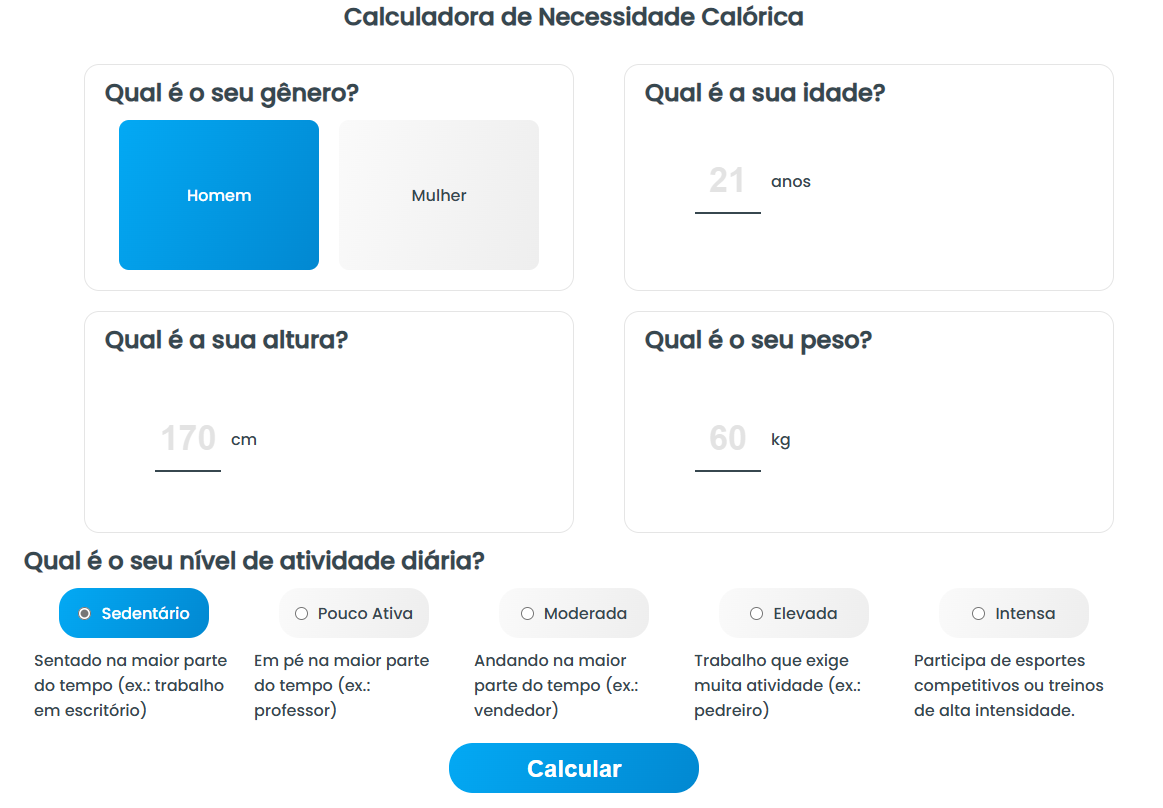 Calculadora de Necessidade Calórica
Qual é o seu gênero?
Homem
Mulher
Qual é a sua idade?
21 anos
Qual é a sua altura?
170 cm
Qual é o seu peso?
60 kg
Qual é o seu nível de atividade diária?
Sedentário
Sentado na maior parte
do tempo (ex.: trabalho
em escritório)
Pouco Ativa
Em pé na maior parte
do tempo (ex.:
professor)
Moderada
Andando na maior
parte do tempo (ex.:
vendedor)
Elevada
Trabalho que exige
muita atividade (ex.:
pedreiro)
Intensa
Participa de esportes
competitivos ou treinos
de alta intensidade.
Calcular